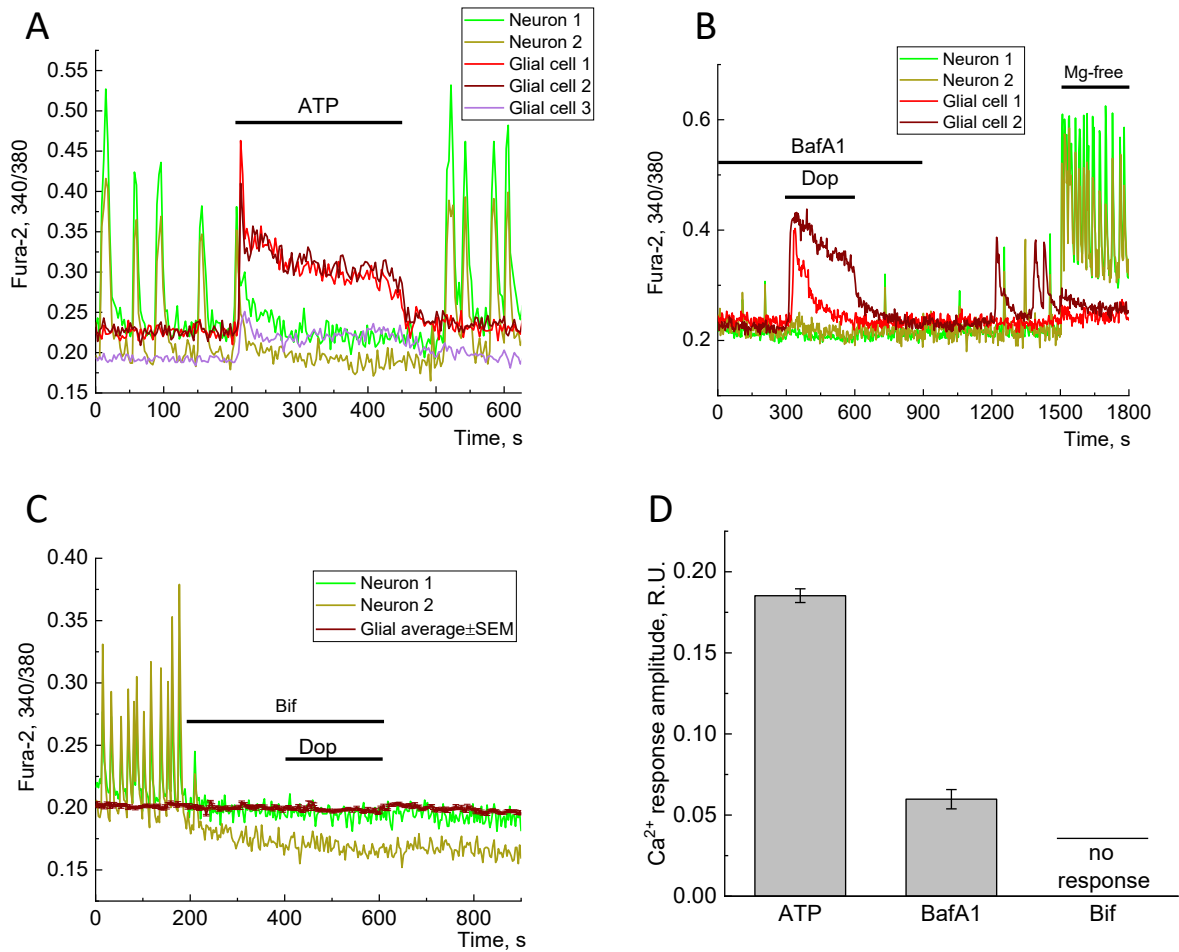 A
Neuron 1
Neuron 2
Glial cell 1
Glial cell 2
Glial cell 3
ATP
Fura-2, 340/380
0.55
0.50
0.45
0.40
0.35
0.30
0.25
0.20
0.15
0 100 200 300 400 500 600
Time, s
B
Neuron 1
Neuron 2
Glial cell 1
Glial cell 2
Mg-free
BafA1
Dop
Fura-2, 340/380
0.6
0.4
0.2
0 300 600 900 1200 1500 1800
Time, s
C
Neuron 1
Neuron 2
Glial average±SEM
Bif
Dop
Fura-2, 340/380
0.40
0.35
0.30
0.25
0.20
0.15
0 200 400 600 800
Time, s
D
Ca²⁺ response amplitude, R.U.
0.20
0.15
0.10
0.05
0.00
no
response
ATP BafA1 Bif